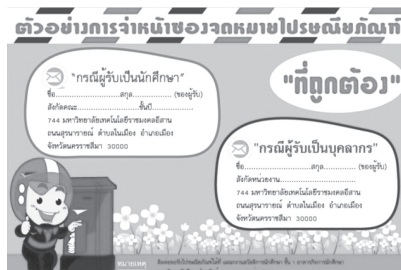 ตัวอย่างการจ่าหน้าซองจดหมายไปรษณียภัณฑ์
"ที่ถูกต้อง"
"กรณีผู้รับเป็นนักศึกษา"
ชื่อ..........................สกุล.................. (ของผู้รับ)
สังกัดคณะ..........................ชั้นปี..................
744 มหาวิทยาลัยเทคโนโลยีราชมงคลอีสาน
ถนนสุรนารายณ์ ตำบลในเมือง อำเภอเมือง
จังหวัดนครราชสีมา 30000
"กรณีผู้รับเป็นบุคลากร"
ชื่อ..........................สกุล.................. (ของผู้รับ)
สังกัดหน่วยงาน..........................
744 มหาวิทยาลัยเทคโนโลยีราชมงคลอีสาน
ถนนสุรนารายณ์ ตำบลในเมือง อำเภอเมือง
จังหวัดนครราชสีมา 30000
หมายเหตุ